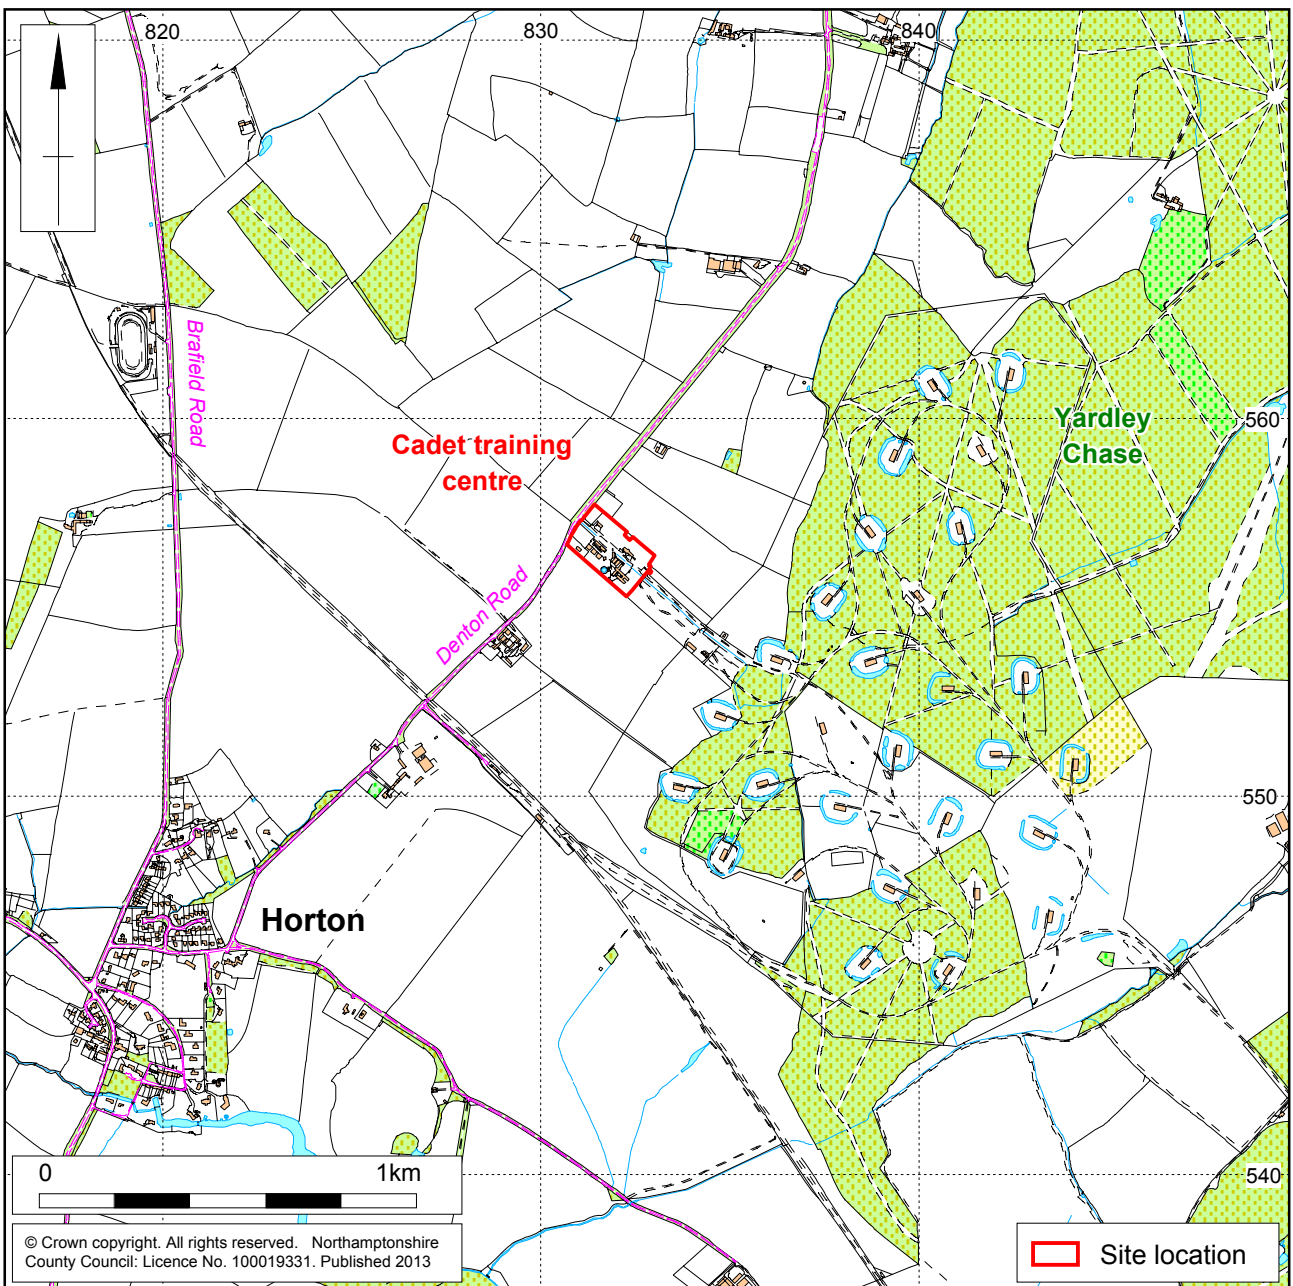 820
830
840
Brafield Road
Cadet training
centre
Yardley
Chase
560
Denton Road
550
Horton
540
0 1km
© Crown copyright. All rights reserved. Northamptonshire
County Council: Licence No. 100019331. Published 2013
Site location